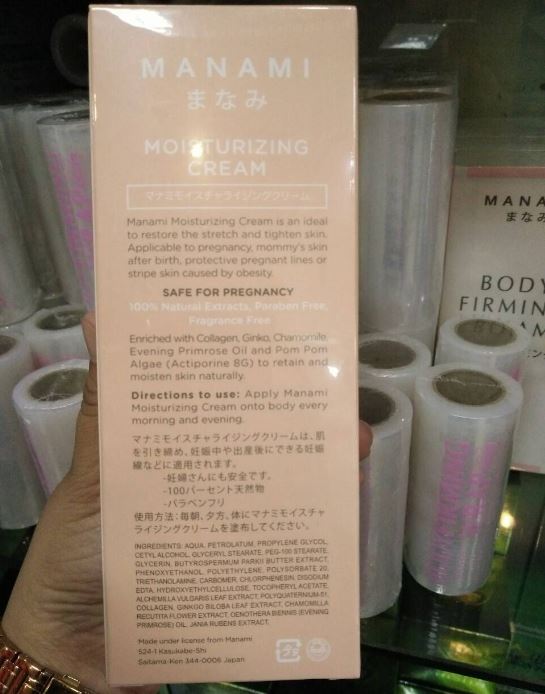 MANAMI
まなみ
MOISTURIZING
CREAM
マナミモイスチャライジングクリーム
Manami Moisturizing Cream is an ideal
to restore the stretch and tighten skin.
Applicable to pregnancy, mommy's skin
after birth, protective pregnant lines or
stripe skin caused by obesity.
SAFE FOR PREGNANCY
100% Natural Extracts, Paraben Free,
Fragrance Free
Enriched with Collagen, Ginko, Chamomile,
Evening Primrose Oil and Pom Pom
Algae (Actiporine 8G) to retain and
moisten skin naturally.
Directions to use: Apply Manami
Moisturizing Cream onto body every
morning and evening.
マナミモイスチャライジングクリームは、肌
を引き締め、妊娠中や出産後にできる妊娠
線などに適用されます。
-妊婦さんにも安全です。
-100パーセント天然物
-パラベンフリ
使用方法:毎朝、夕方、体にマナミモイスチャ
ライジングクリームを塗布してください。
INGREDIENTS: AQUA, PETROLATUM, PROPYLENE GLYCOL,
CETYL ALCOHOL, GLYCERYL STEARATE, PEG-100 STEARATE,
GLYCERIN, BUTYROSPERMUM PARKII BUTTER EXTRACT,
PHENOXYETHANOL, POLYETHYLENE, POLYSORBATE 20,
TRIETHANOLAMINE, CARBOMER, CHLORPHENESIN, DISODIUM
EDTA, HYDROXYETHYLCELLULOSE, TOCOPHERYL ACETATE,
ALCHEMILLA VULGARIS LEAF EXTRACT, POLYQUATERNIUM-51,
COLLAGEN, GINKGO BILOBA LEAF EXTRACT, CHAMOMILLA
RECUTITA FLOWER EXTRACT, OENOTHERA BIENNIS (EVENING
PRIMROSE) OIL, JANIA RUBENS EXTRACT.
Made under license from Manami
524-1 Kasukabe-Shi
Saitama-Ken 344-0006 Japan
MANA
まなみ
BODY
FIRMIN